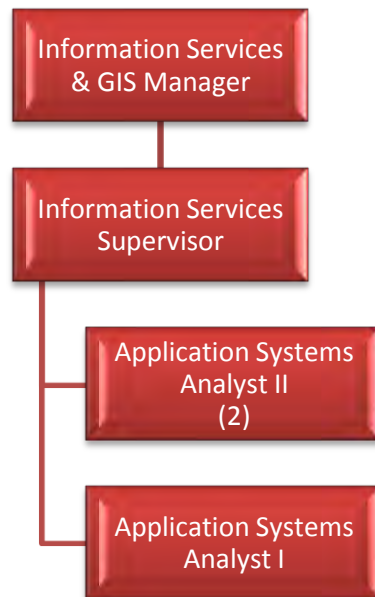 Information Services
& GIS Manager
Information Services
Supervisor
Application Systems
Analyst II
(2)
Application Systems
Analyst I